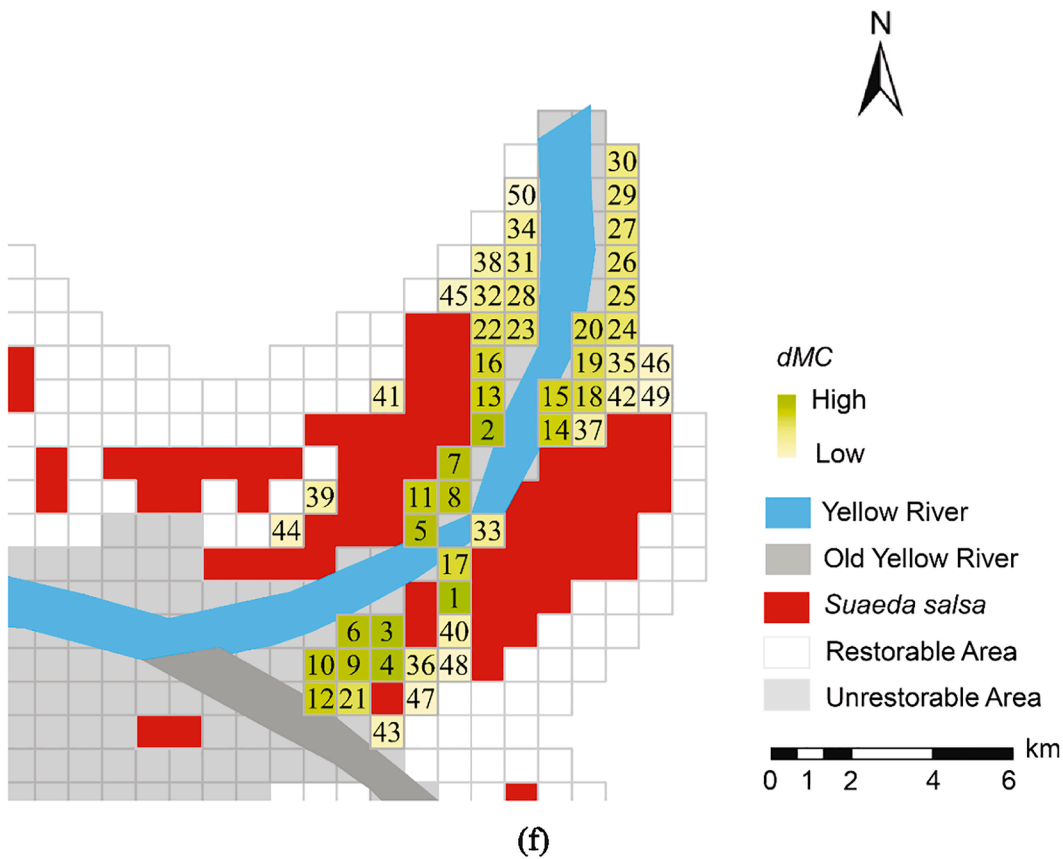 N
30
50 29
34 27
38 31 26
45 32 28 25
22 23 20 24
16 19 35 46
41 13 15 18 42 49
2 14 37
7
39 11 8
44 5 33
17
1
6 3 40
10 9 4 36 48
12 21 47
43
dMC
High
Low
Yellow River
Old Yellow River
Suaeda salsa
Restorable Area
Unrestorable Area
km
0 1 2 4 6
(f)